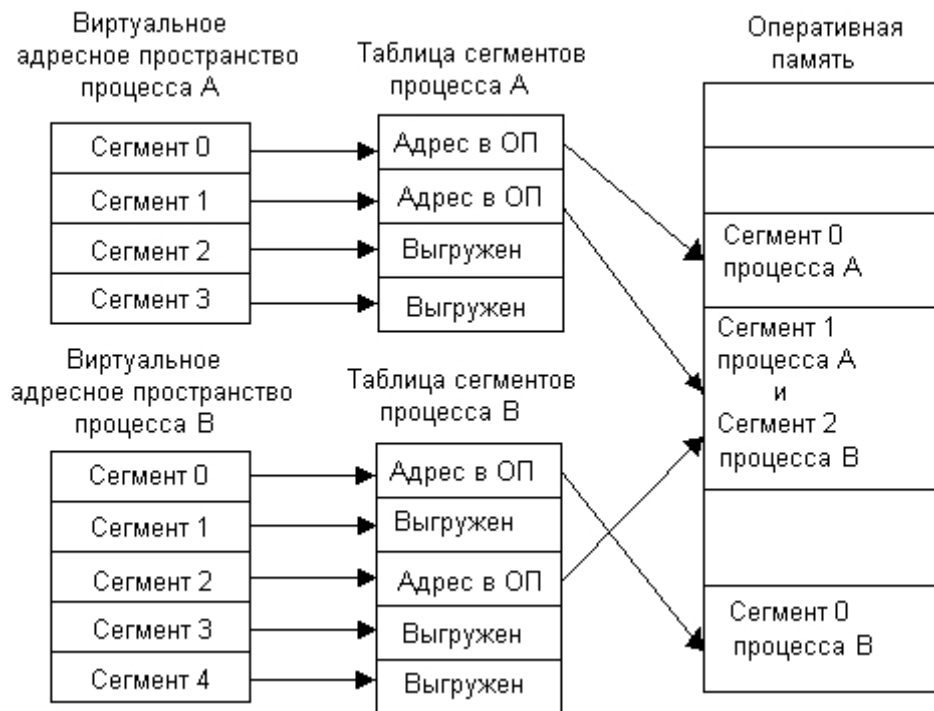 Виртуальное
адресное пространство
процесса А
Таблица сегментов
процесса А
Оперативная
память
Сегмент 0
Сегмент 1
Сегмент 2
Сегмент 3
Адрес в ОП
Адрес в ОП
Выгружен
Выгружен
Виртуальное
адресное пространство
процесса В
Таблица сегментов
процесса В
Сегмент 0
Сегмент 1
Сегмент 2
Сегмент 3
Сегмент 4
Адрес в ОП
Выгружен
Адрес в ОП
Выгружен
Выгружен
Сегмент 0
процесса А
Сегмент 1
процесса А
и
Сегмент 2
процесса В
Сегмент 0
процесса В